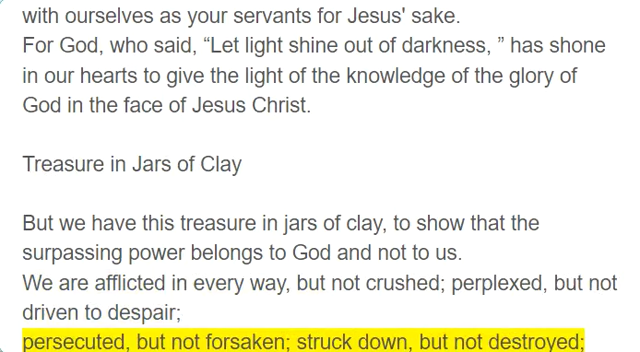 with ourselves as your servants for Jesus' sake.
For God, who said, “Let light shine out of darkness, ” has shone
in our hearts to give the light of the knowledge of the glory of
God in the face of Jesus Christ.
Treasure in Jars of Clay
But we have this treasure in jars of clay, to show that the
surpassing power belongs to God and not to us.
We are afflicted in every way, but not crushed; perplexed, but not
driven to despair;
persecuted, but not forsaken; struck down, but not destroyed;